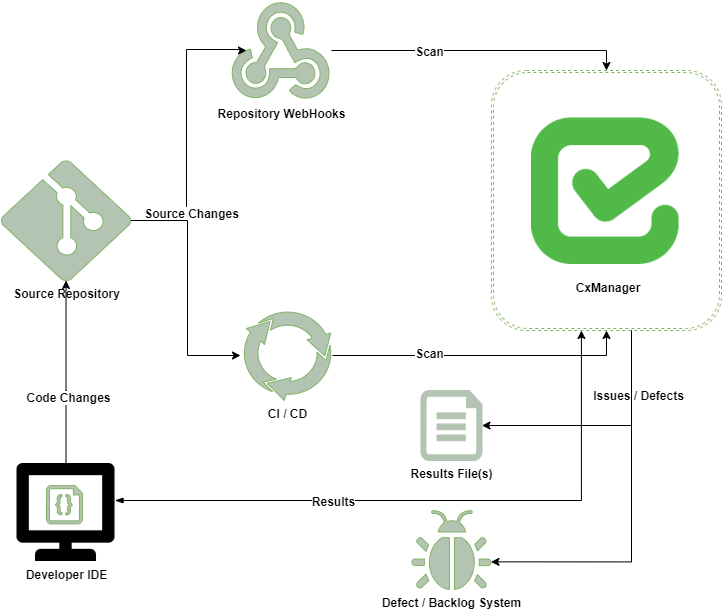 Scan
Repository WebHooks
Source Changes
CxManager
Source Repository
Scan
Code Changes
CI / CD
Issues / Defects
Results File(s)
Results
{}
Developer IDE
Defect / Backlog System